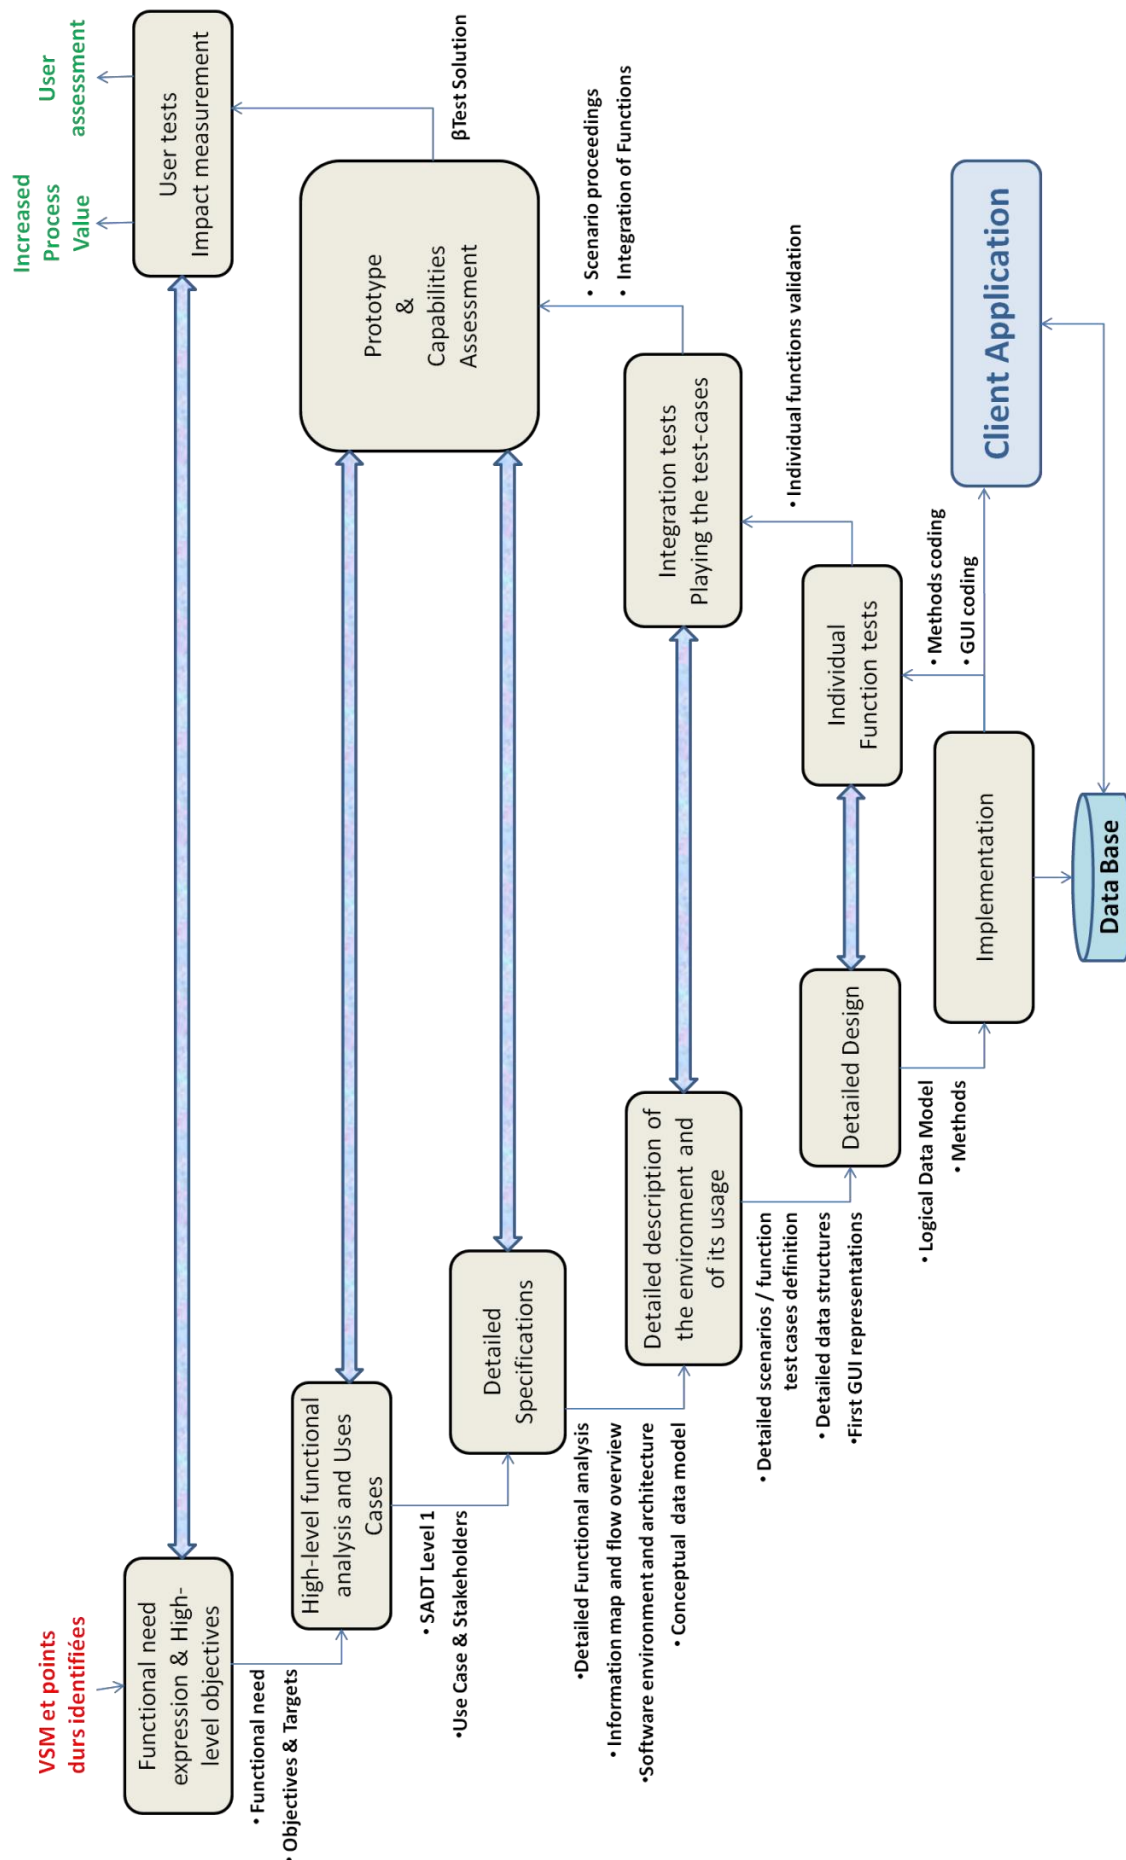 VSM et points
durs identifiées
Functional need
expression & High-
level objectives
• Functional need
• Objectives & Targets
High-level functional
analysis and Uses
Cases
• SADT Level 1
• Use Case & Stakeholders
Detailed
Specifications
•Detailed Functional analysis
• Information map and flow overview
•Software environment and architecture
• Conceptual data model
Detailed description of
the environment and
of its usage
• Detailed scenarios / function
test cases definition
• Detailed data structures
•First GUI representations
Detailed Design
• Logical Data Model
• Methods
Implementation
Data Base
• Methods coding
• GUI coding
Client Application
Individual
Function tests
• Individual functions validation
Integration tests
Playing the test-cases
• Scenario proceedings
• Integration of Functions
Prototype
&
Capabilities
Assessment
βTest Solution
User tests
Impact measurement
Increased
Process
Value
User
assessment